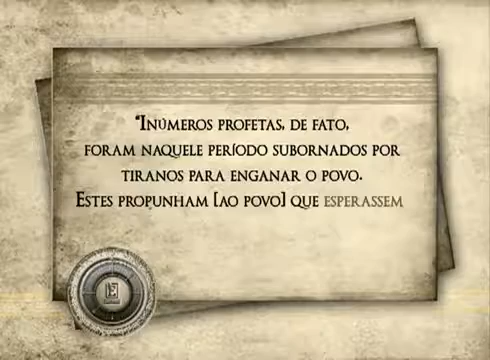 “Inúmeros profetas, de fato,
foram naquele período subornados por
tiranos para enganar o povo.
Estes propunham [ao povo] que esperassem